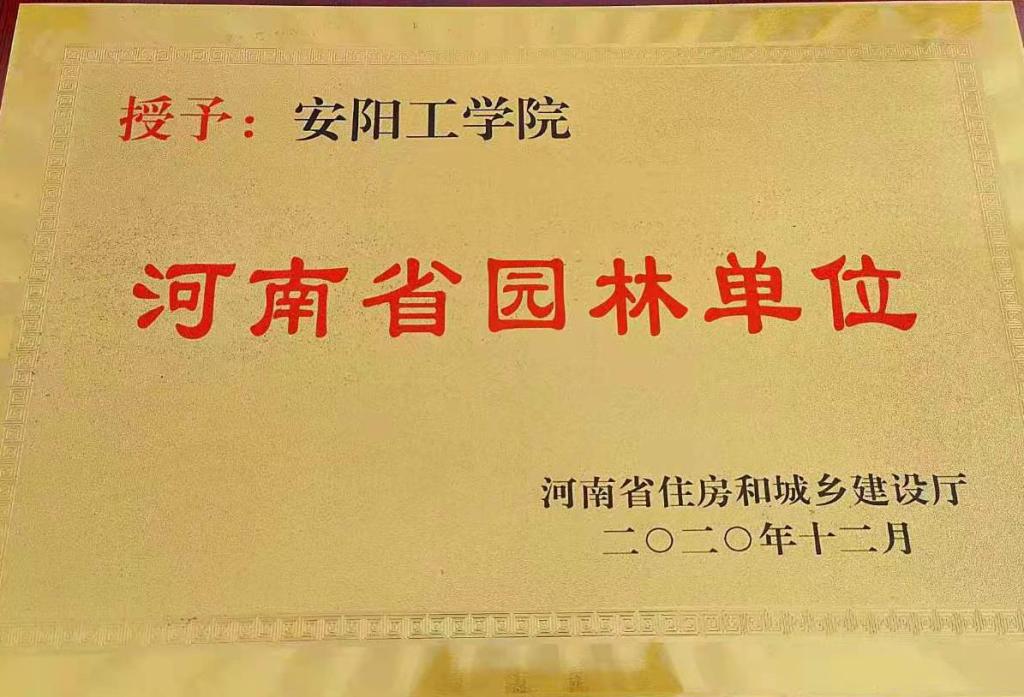 授予：安阳工学院
河南省园林单位
河南省住房和城乡建设厅
二〇二〇年十二月